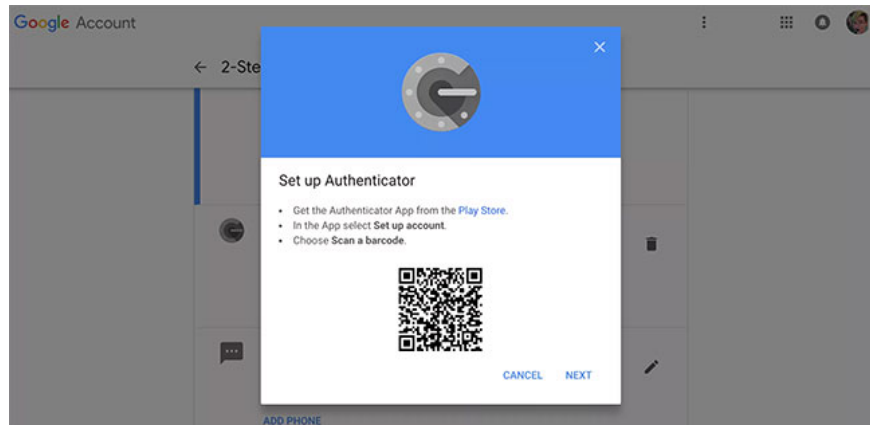 Google Account
← 2-Ste
Set up Authenticator
• Get the Authenticator App from the Play Store.
• In the App select Set up account.
• Choose Scan a barcode.
CANCEL NEXT
ADD PHONE